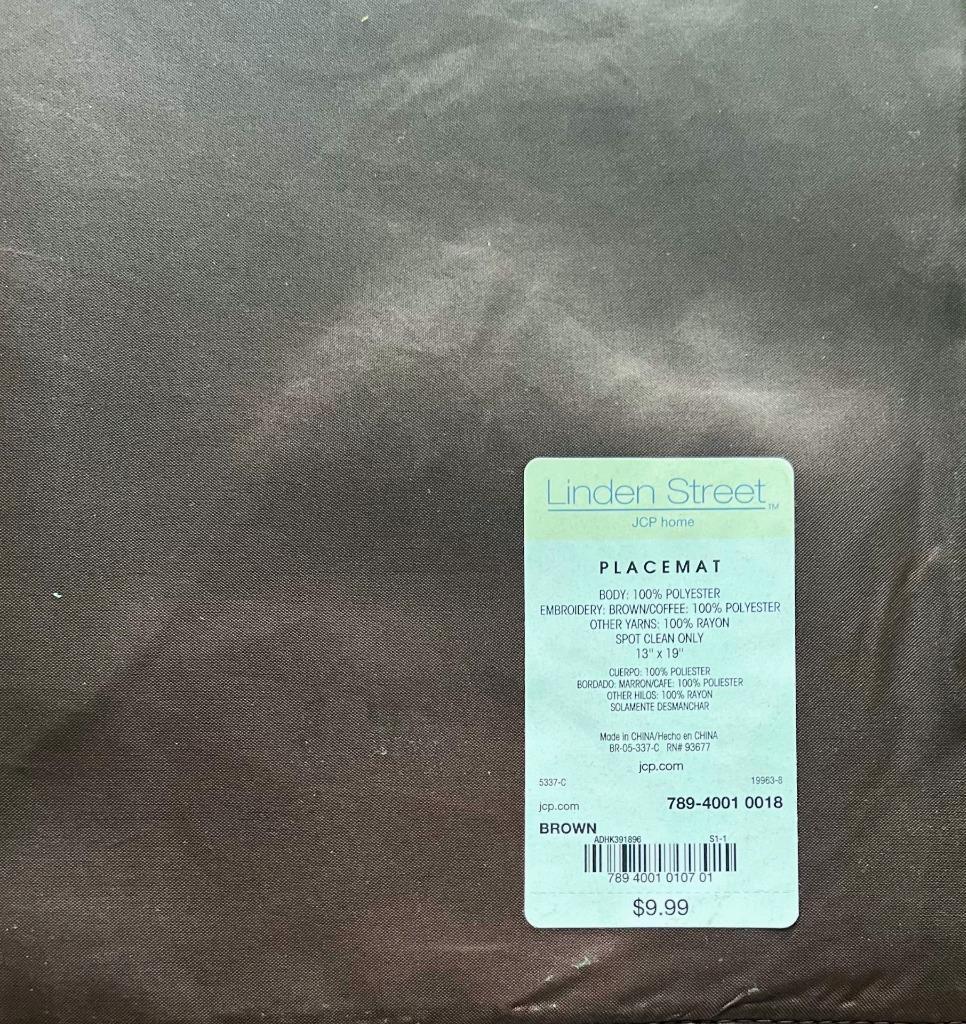 Linden Street™
JCP home
PLACEMAT
BODY: 100% POLYESTER
EMBROIDERY: BROWN/COFFEE: 100% POLYESTER
OTHER YARNS: 100% RAYON
SPOT CLEAN ONLY
13" x 19"
CUERPO: 100% POLIESTER
BORDADO: MARRON/CAFE: 100% POLIESTER
OTHER HILOS: 100% RAYON
SOLAMENTE DESMANCHAR
Made in CHINA/Hecho en CHINA
BR-05-337-C RN# 93677
jcp.com
5337-C 19963-8
jcp.com 789-4001 0018
BROWN
ADHK391896 S1-1
789 4001 0107 01
$9.99